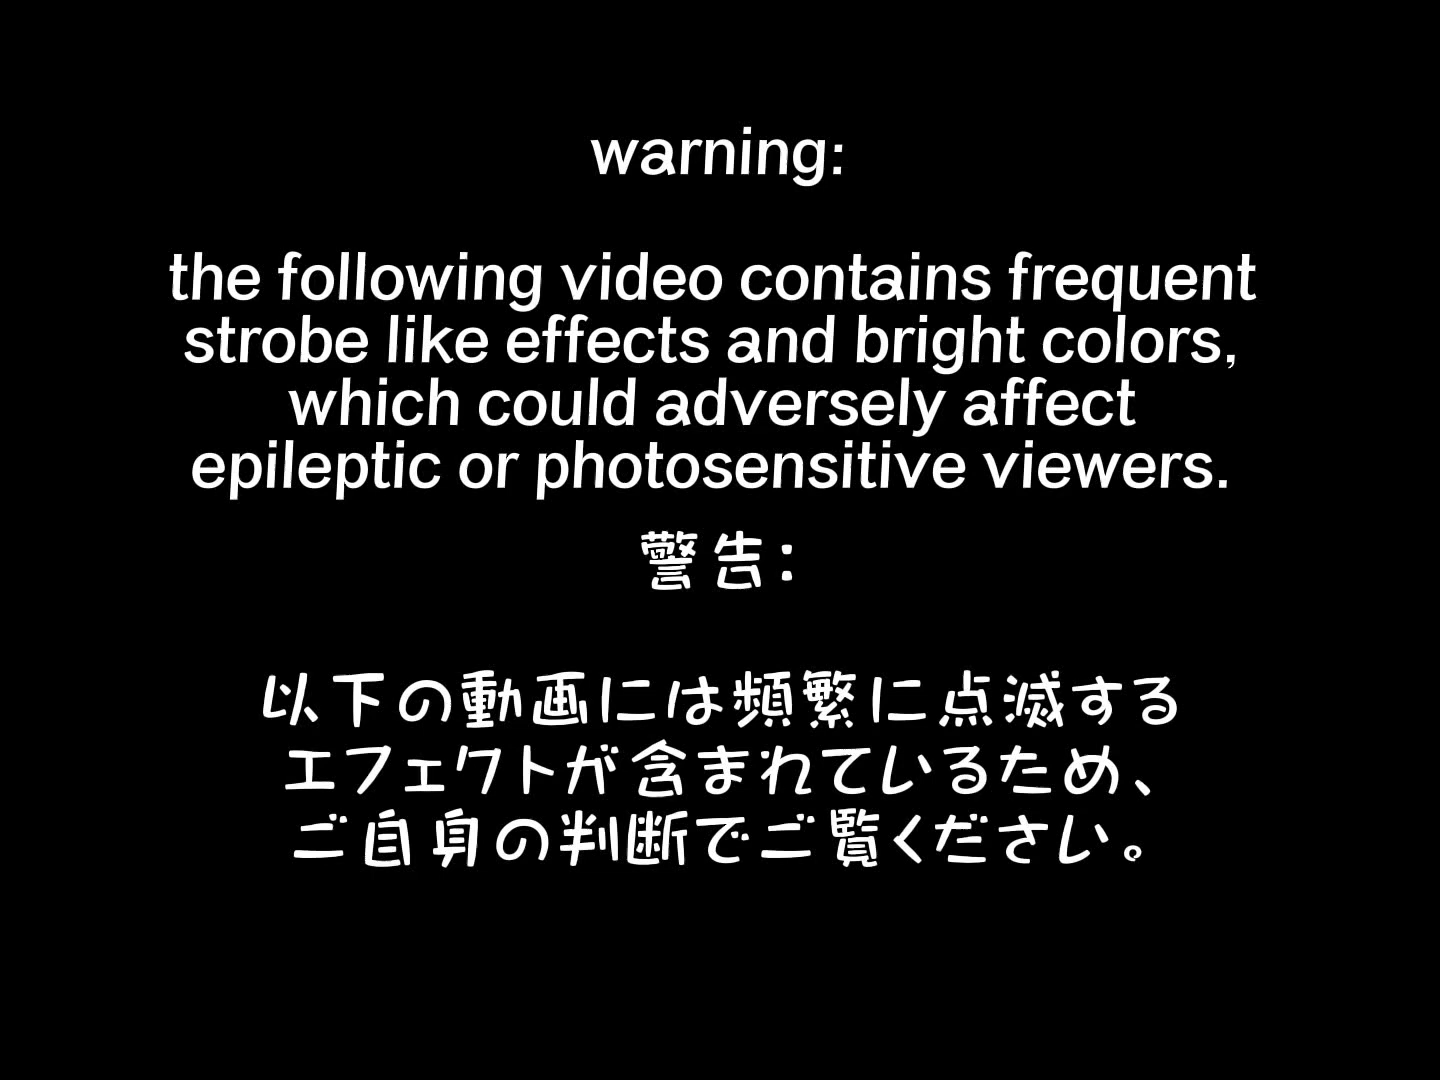 warning:
the following video contains frequent
strobe like effects and bright colors,
which could adversely affect
epileptic or photosensitive viewers.
警告:
以下の動画には頻繁に点滅する
エフェクトが含まれているため、
ご自身の判断でご覧ください。